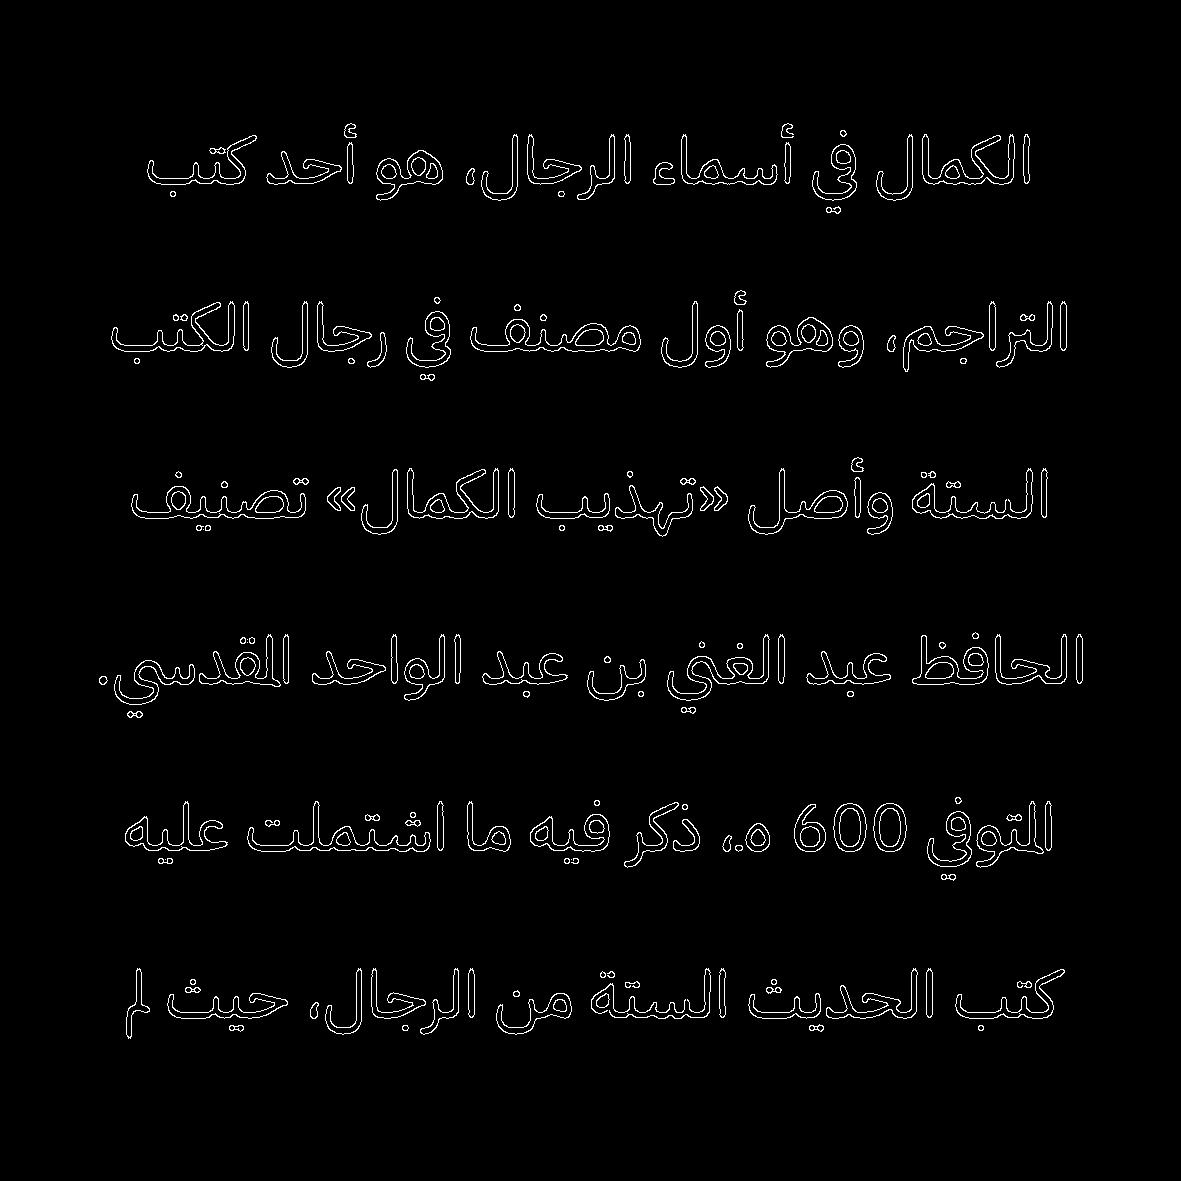 الكمال في أسماء الرجال، هو أحد كتب
التراجم، وهو أول مصنف في رجال الكتب
الستة وأصل «تهذيب الكمال» تصنيف
الحافظ عبد الغني بن عبد الواحد المقدسي.
المتوفي 600 ه.، ذكر فيه ما اشتملت عليه
كتب الحديث الستة من الرجال، حيث لم